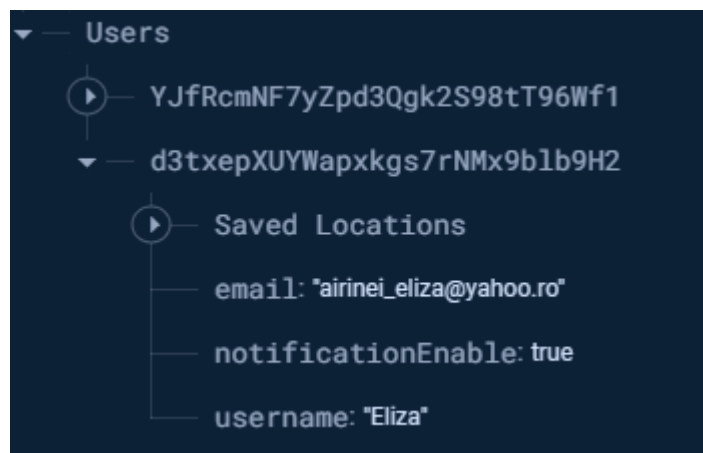 Users
YJfRcmNF7yZpd3Qgk2S98tT96Wf1
d3txepXUYWapxkgs7rNMx9blb9H2
Saved Locations
email: "airinei_eliza@yahoo.ro"
notificationEnable: true
username: "Eliza"